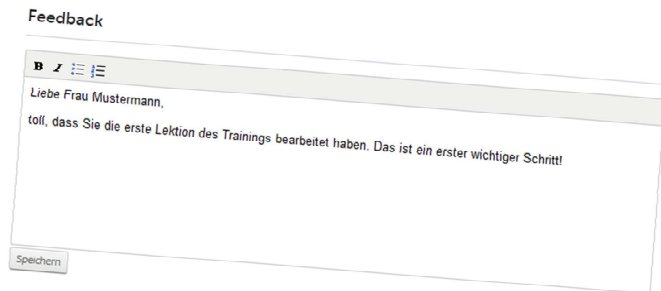 Feedback
B I
Liebe Frau Mustermann,
toll, dass Sie die erste Lektion des Trainings bearbeitet haben. Das ist ein erster wichtiger Schritt!
Speichern